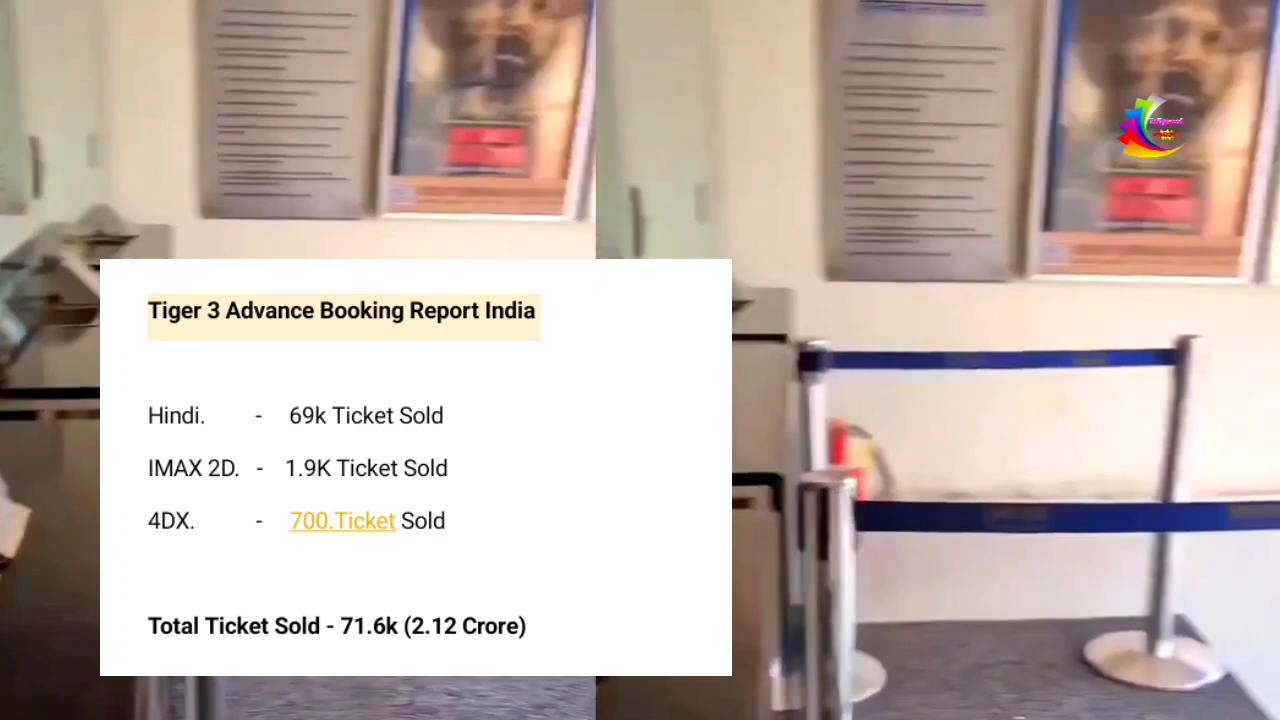 Tiger 3 Advance Booking Report India
Hindi. - 69k Ticket Sold
IMAX 2D. - 1.9K Ticket Sold
4DX. - 700.Ticket Sold
Total Ticket Sold - 71.6k (2.12 Crore)